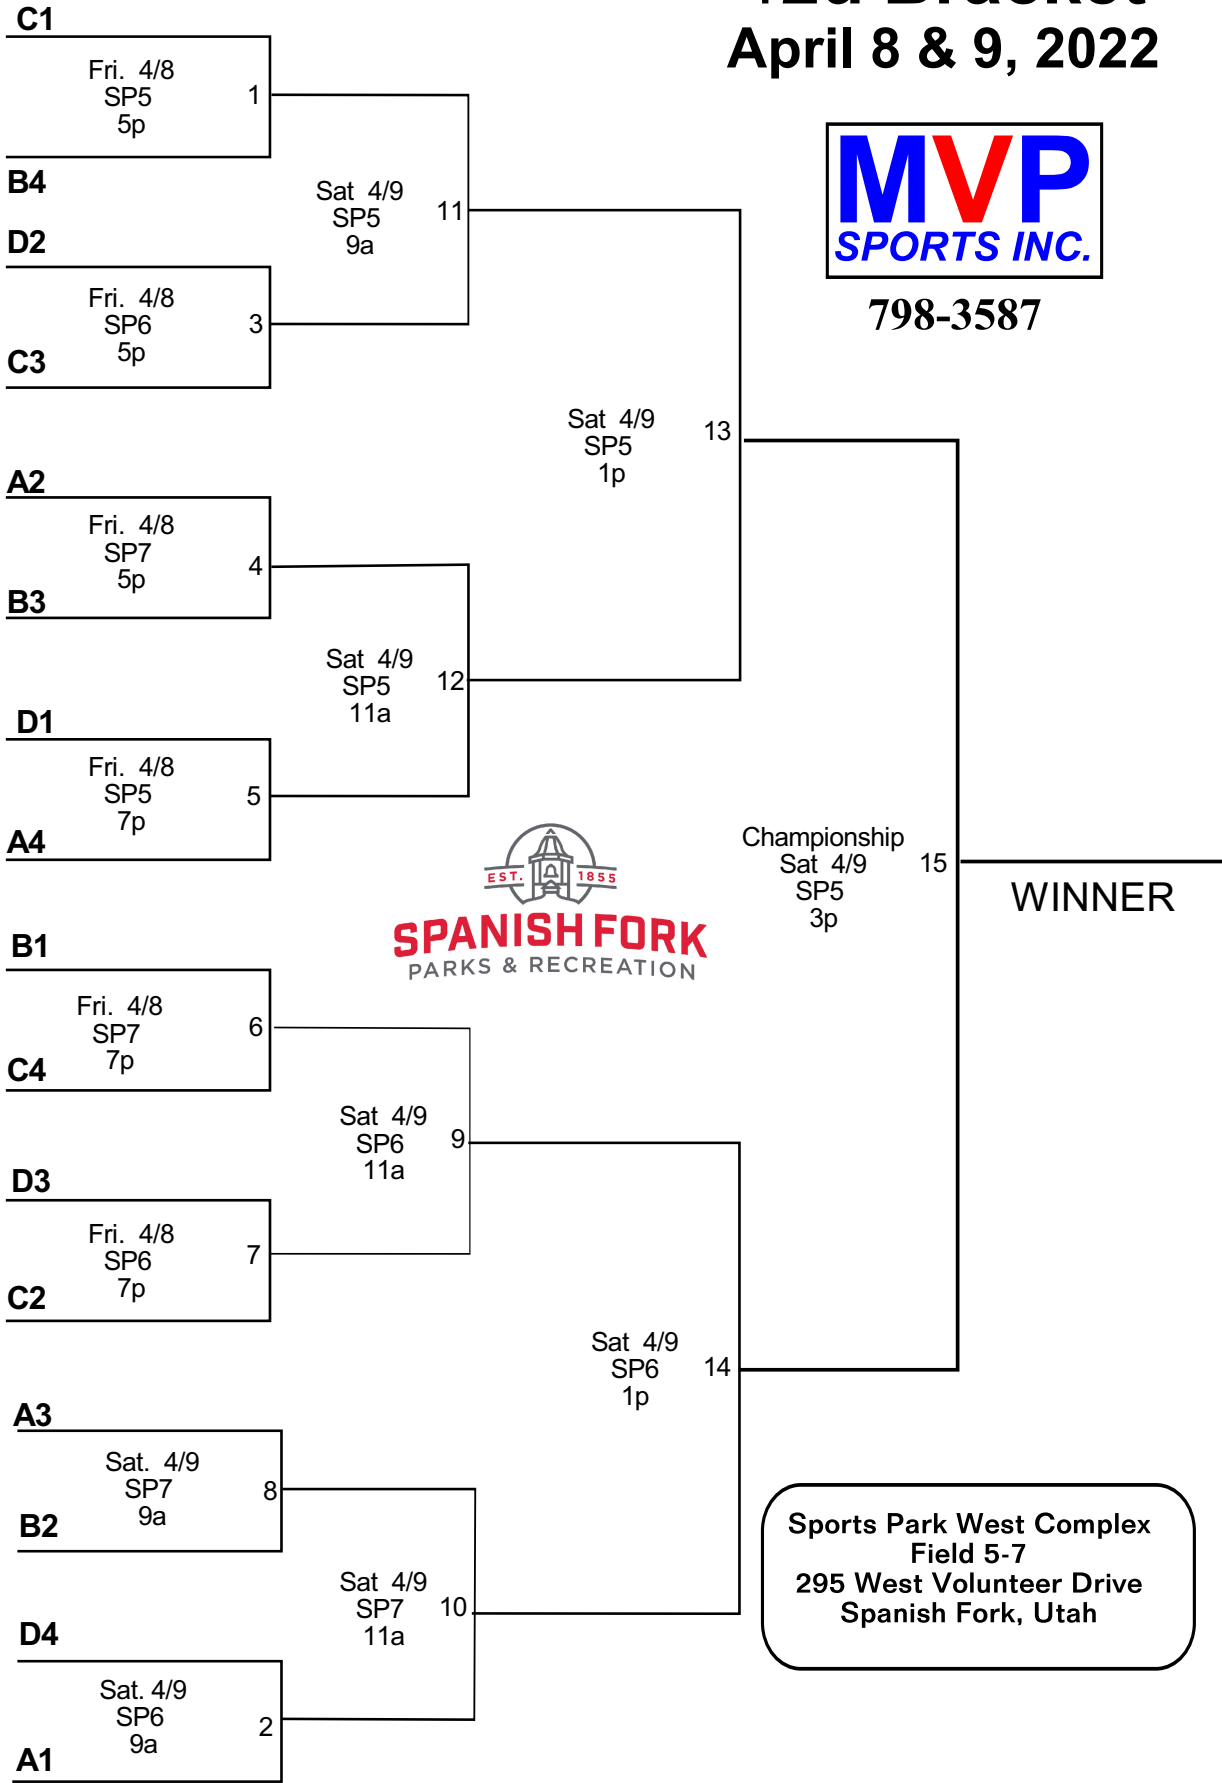 Bracket
April 8 & 9, 2022
MVP
SPORTS INC.
798-3587
C1
Fri. 4/8
SP5
5p
1
B4
Sat 4/9
SP5
9a
11
D2
Fri. 4/8
SP6
5p
3
C3
Sat 4/9
SP5
1p
13
A2
Fri. 4/8
SP7
5p
4
B3
Sat 4/9
SP5
11a
12
D1
Fri. 4/8
SP5
7p
5
A4
Championship
Sat 4/9
SP5
3p
15
WINNER
EST. 1855
SPANISH FORK
PARKS & RECREATION
B1
Fri. 4/8
SP7
7p
6
C4
Sat 4/9
SP6
11a
9
D3
Fri. 4/8
SP6
7p
7
C2
Sat 4/9
SP6
1p
14
A3
Sat. 4/9
SP7
9a
8
B2
Sat 4/9
SP7
11a
10
D4
Sat. 4/9
SP6
9a
2
A1
Sports Park West Complex
Field 5-7
295 West Volunteer Drive
Spanish Fork, Utah